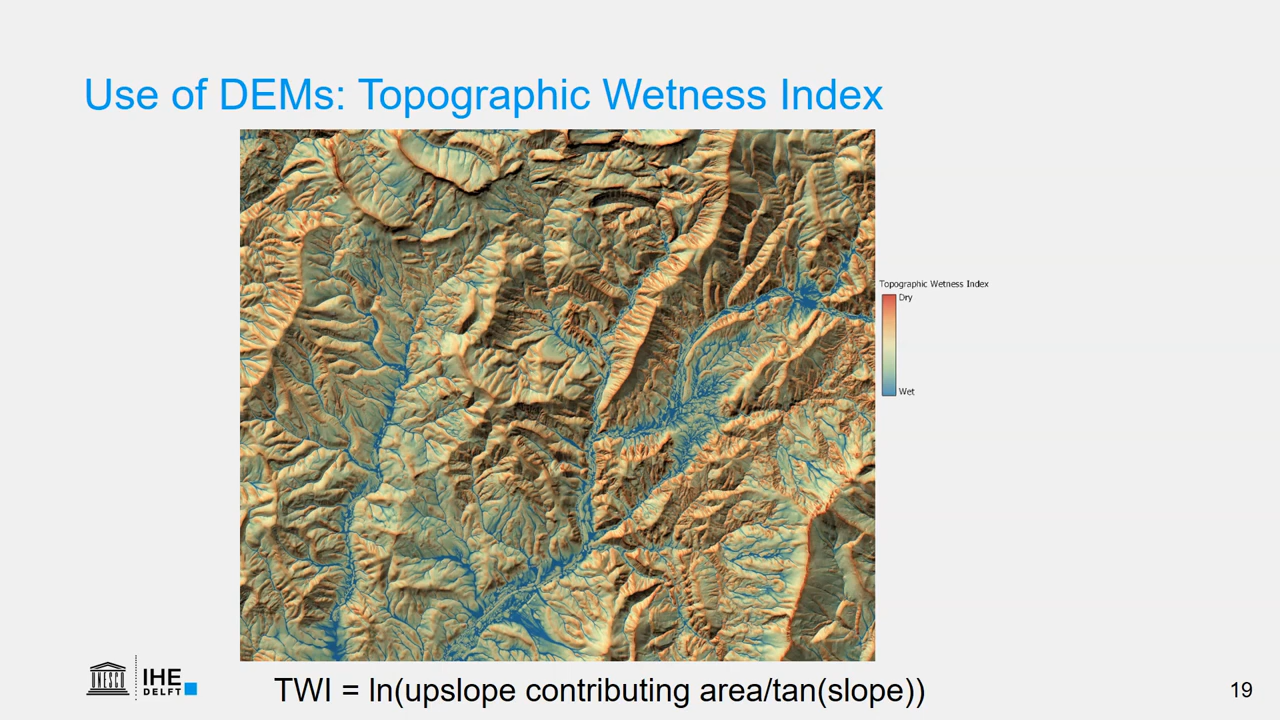 Use of DEMs: Topographic Wetness Index
Topographic Wetness Index
Dry
Wet
UNESCO
IHE
DELFT
TWI = ln(upslope contributing area/tan(slope))
19